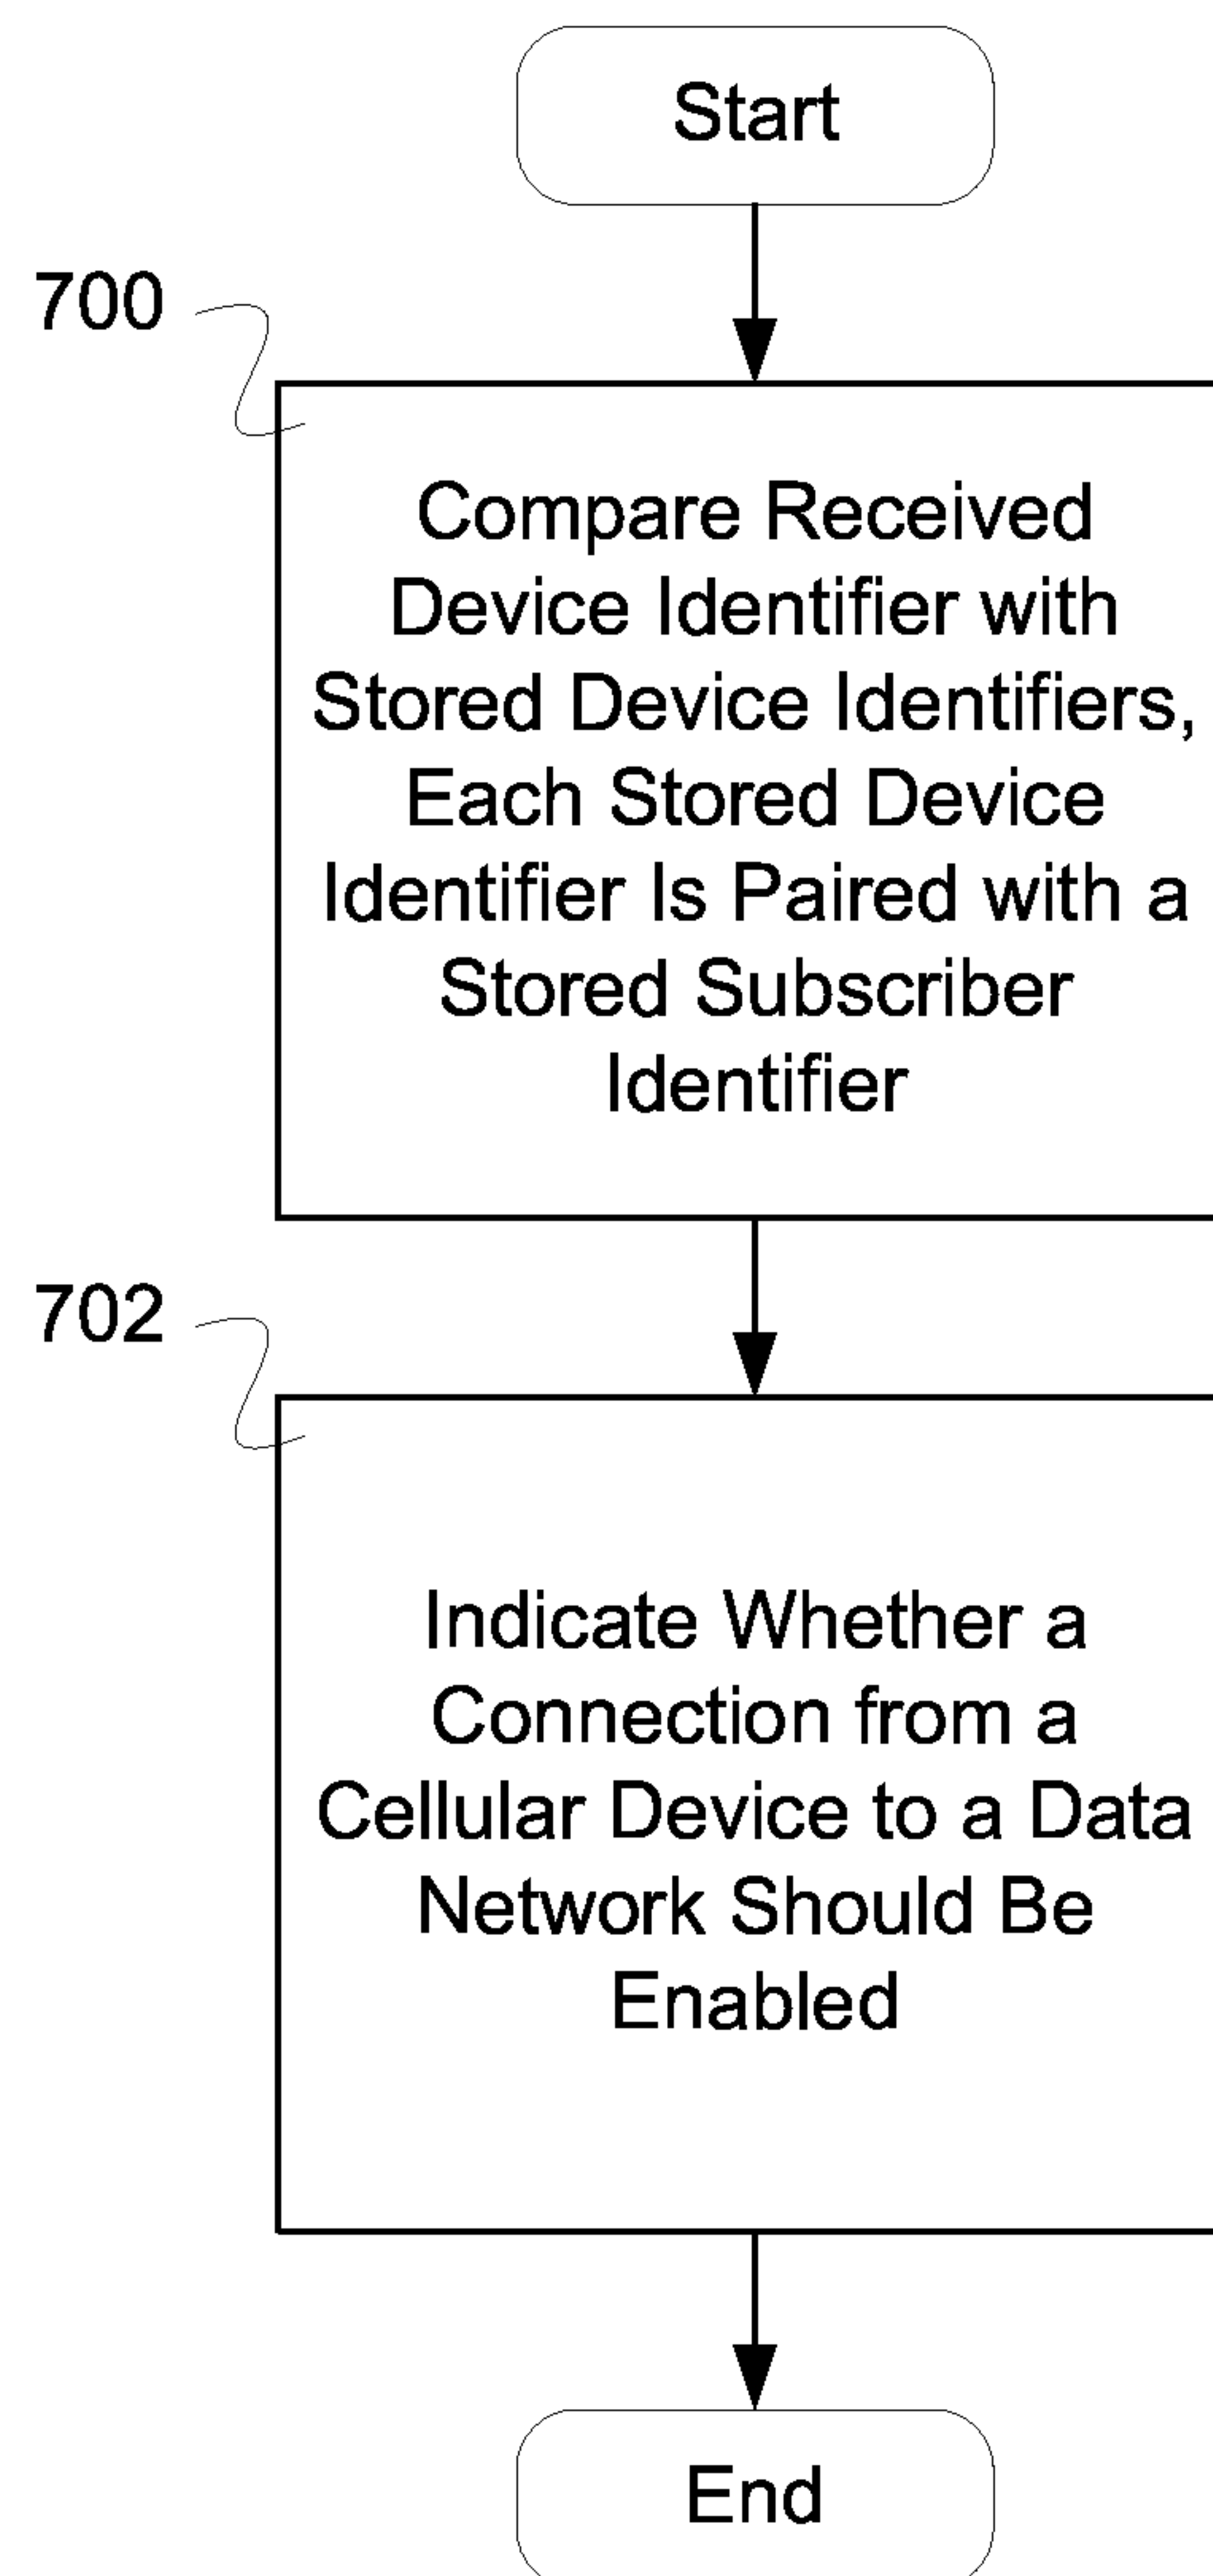 Start
700
Compare Received
Device Identifier with
Stored Device Identifiers,
Each Stored Device
Identifier Is Paired with a
Stored Subscriber
Identifier
702
Indicate Whether a
Connection from a
Cellular Device to a Data
Network Should Be
Enabled
End